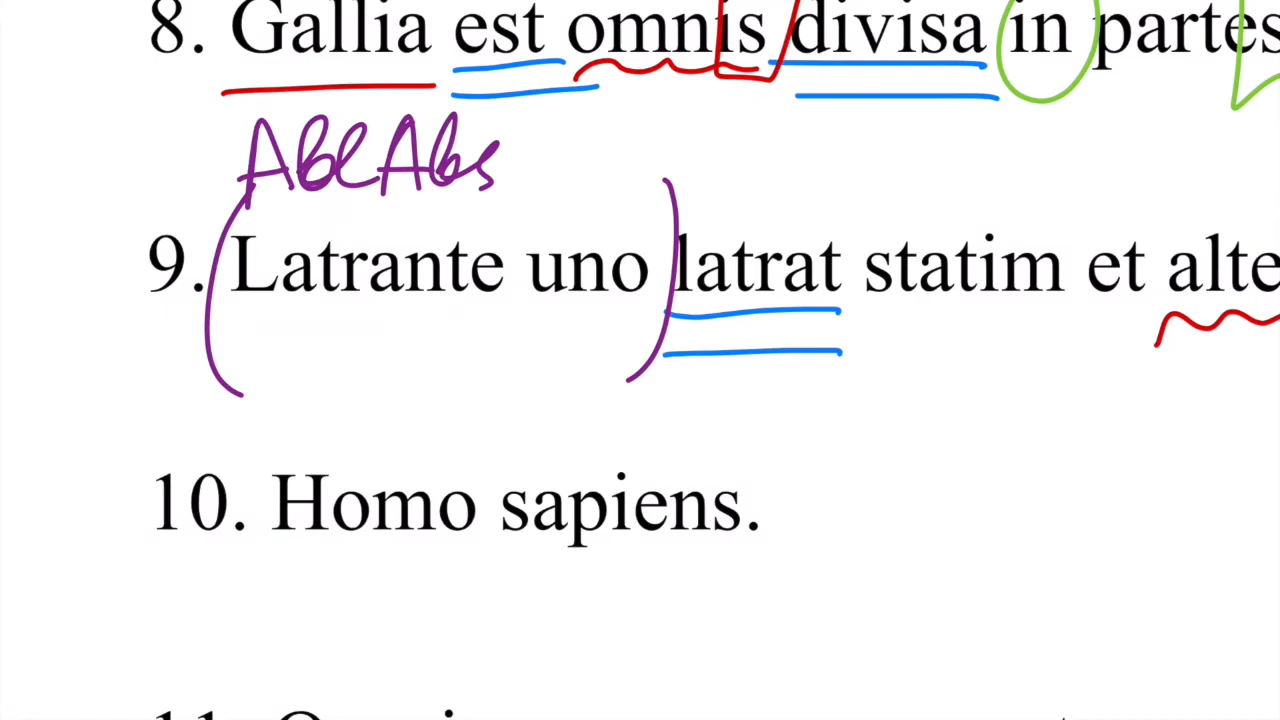 8. Gallia est omnis divisa in partes
AblAbs
9. Latrante uno latrat statim et alte
10. Homo sapiens.